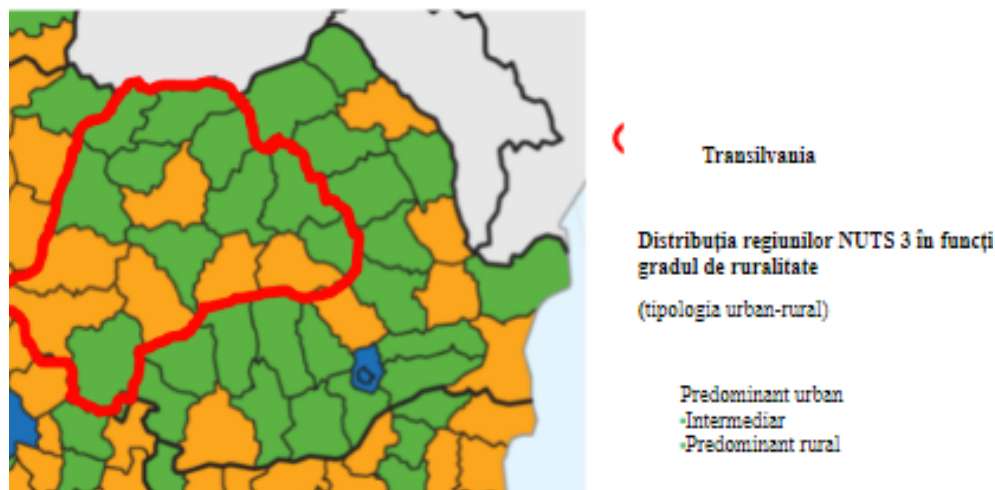 Transilvania
Distribuția regiunilor NUTS 3 în funcți
gradul de ruralitate
(tipologia urban-rural)
Predominant urban
▪Intermediar
▪Predominant rural